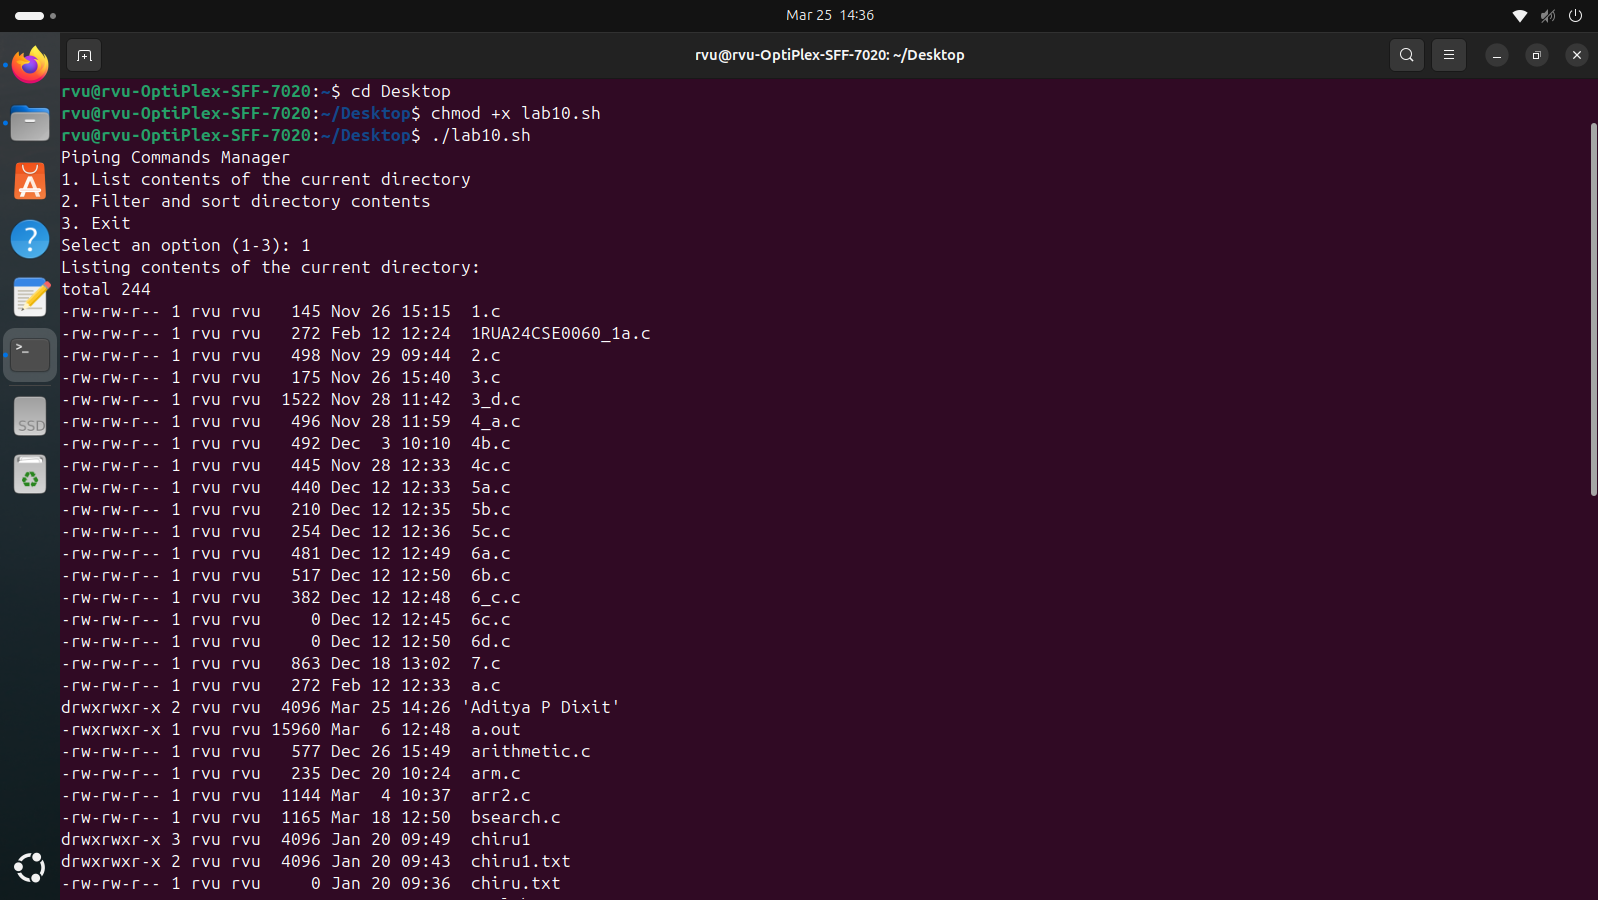 Mar 25 14:36
rvu@rvu-OptiPlex-SFF-7020: ~/Desktop
rvu@rvu-OptiPlex-SFF-7020:~$ cd Desktop
rvu@rvu-OptiPlex-SFF-7020:~/Desktop$ chmod +x lab10.sh
rvu@rvu-OptiPlex-SFF-7020:~/Desktop$ ./lab10.sh
Piping Commands Manager
1. List contents of the current directory
2. Filter and sort directory contents
3. Exit
Select an option (1-3): 1
Listing contents of the current directory:
total 244
-rw-rw-r-- 1 rvu rvu   145 Nov 26 15:15  1.c
-rw-rw-r-- 1 rvu rvu   272 Feb 12 12:24  1RUA24CSE0060_1a.c
-rw-rw-r-- 1 rvu rvu   498 Nov 29 09:44  2.c
-rw-rw-r-- 1 rvu rvu   175 Nov 26 15:40  3.c
-rw-rw-r-- 1 rvu rvu  1522 Nov 28 11:42  3_d.c
-rw-rw-r-- 1 rvu rvu   496 Nov 28 11:59  4_a.c
-rw-rw-r-- 1 rvu rvu   492 Dec  3 10:10  4b.c
-rw-rw-r-- 1 rvu rvu   445 Nov 28 12:33  4c.c
-rw-rw-r-- 1 rvu rvu   440 Dec 12 12:33  5a.c
-rw-rw-r-- 1 rvu rvu   210 Dec 12 12:35  5b.c
-rw-rw-r-- 1 rvu rvu   254 Dec 12 12:36  5c.c
-rw-rw-r-- 1 rvu rvu   481 Dec 12 12:49  6a.c
-rw-rw-r-- 1 rvu rvu   517 Dec 12 12:50  6b.c
-rw-rw-r-- 1 rvu rvu   382 Dec 12 12:48  6_c.c
-rw-rw-r-- 1 rvu rvu     0 Dec 12 12:45  6c.c
-rw-rw-r-- 1 rvu rvu     0 Dec 12 12:50  6d.c
-rw-rw-r-- 1 rvu rvu   863 Dec 18 13:02  7.c
-rw-rw-r-- 1 rvu rvu   272 Feb 12 12:33  a.c
drwxrwxr-x 2 rvu rvu  4096 Mar 25 14:26 'Aditya P Dixit'
-rwxrwxr-x 1 rvu rvu 15960 Mar  6 12:48  a.out
-rw-rw-r-- 1 rvu rvu   577 Dec 26 15:49  arithmetic.c
-rw-rw-r-- 1 rvu rvu   235 Dec 20 10:24  arm.c
-rw-rw-r-- 1 rvu rvu  1144 Mar  4 10:37  arr2.c
-rw-rw-r-- 1 rvu rvu  1165 Mar 18 12:50  bsearch.c
drwxrwxr-x 3 rvu rvu  4096 Jan 20 09:49  chiru1
drwxrwxr-x 2 rvu rvu  4096 Jan 20 09:43  chiru1.txt
-rw-rw-r-- 1 rvu rvu     0 Jan 20 09:36  chiru.txt
SSD